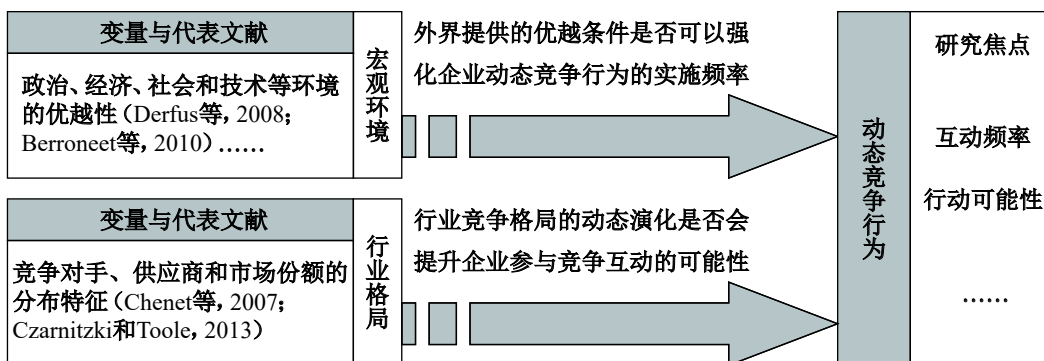 变量与代表文献
政治、经济、社会和技术等环境
的优越性（Derfus等，2008；
Berroneet等，2010）……
宏观环境
外界提供的优越条件是否可以强
化企业动态竞争行为的实施频率
变量与代表文献
竞争对手、供应商和市场份额的
分布特征（Chenet等，2007；
Czarnitzki和Toole，2013）
行业格局
行业竞争格局的动态演化是否会
提升企业参与竞争互动的可能性
动态竞争行为
研究焦点
互动频率
行动可能性
……